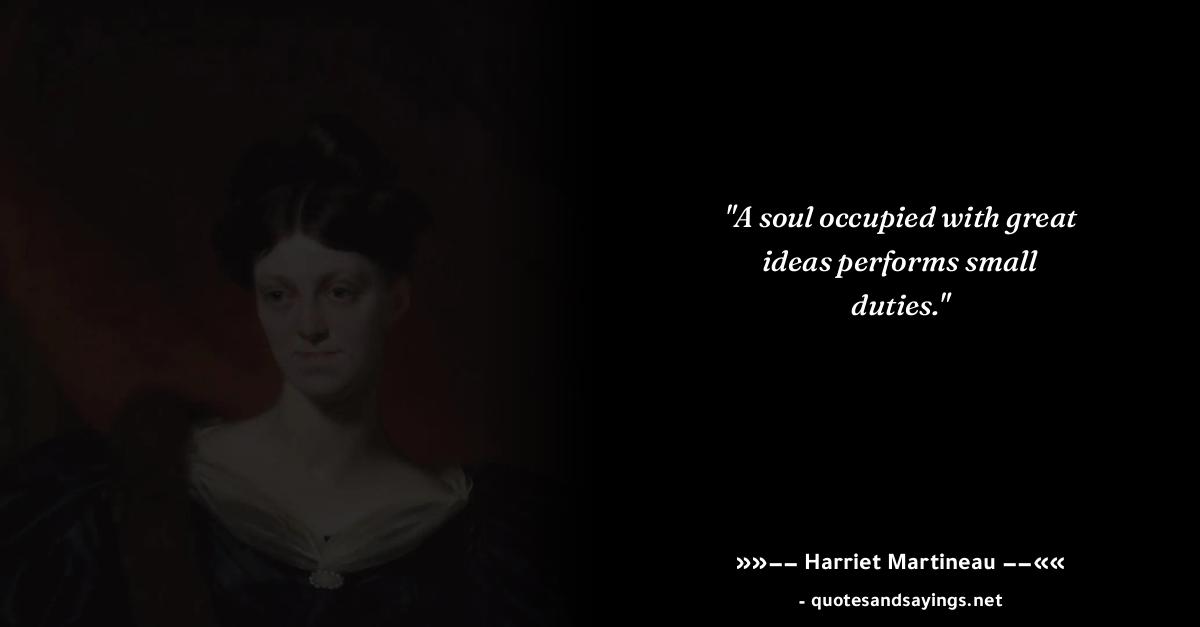 "A soul occupied with great
ideas performs small
duties."
»»−− Harriet Martineau −−««
- quotesandsayings.net